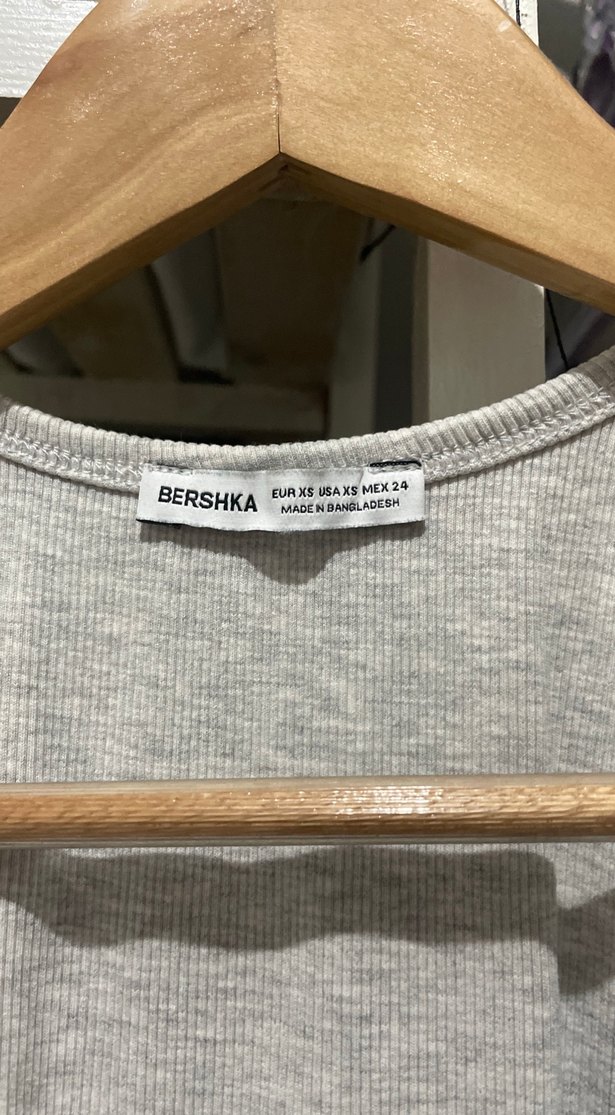 BERSHKA
EUR XS USA XS MEX 24
MADE IN BANGLADESH